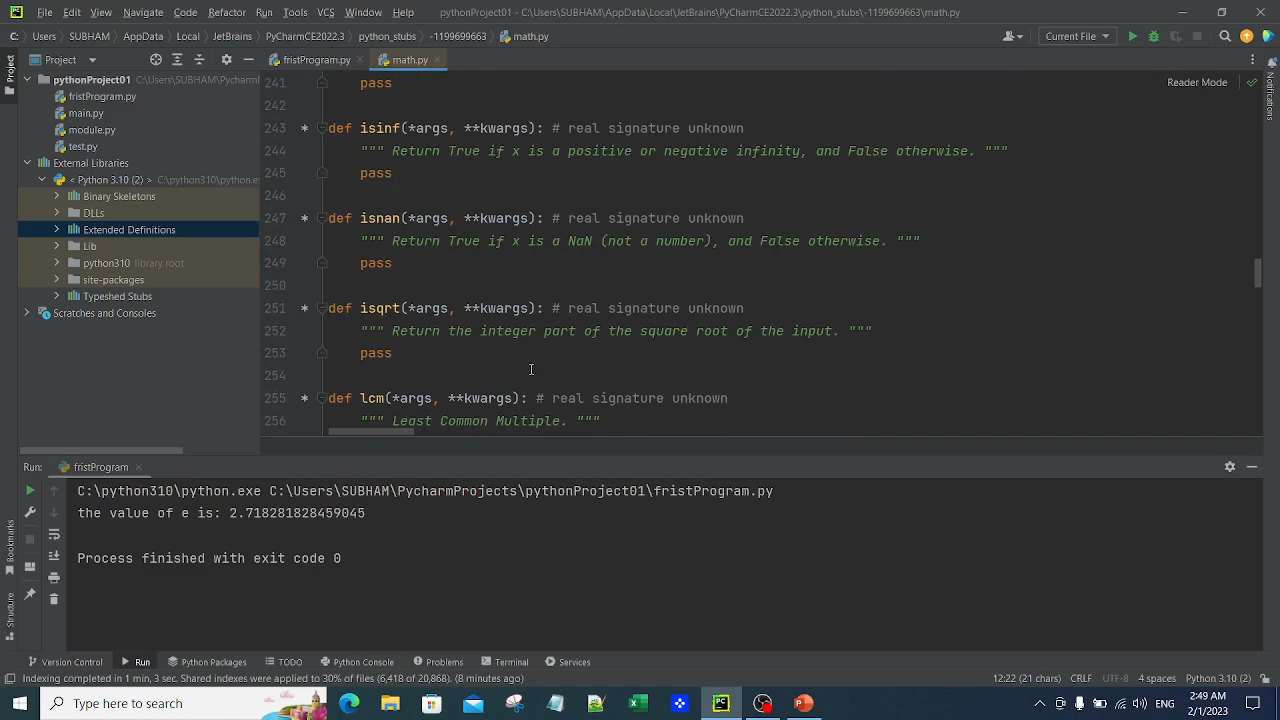 File Edit View Navigate Code Refactor Run Tools VCS Window Help pythonProject01 - C:\Users\SUBHAM\AppData\Local\JetBrains\PyCharmCE2022.3\python_stubs\-1199699663\math.py
C: Users SUBHAM AppData Local JetBrains PyCharmCE2022.3 python_stubs -1199699663 math.py Current File
Project fristProgram.py math.py
Project
pythonProject01 C:\Users\SUBHAM\Pycharml
fristProgram.py
main.py
module.py
test.py
External Libraries
< Python 3.10 (2) > C:\python310\python.e
Binary Skeletons
DLLs
Extended Definitions
Lib
python310 library root
site-packages
Typeshed Stubs
Scratches and Consoles
Reader Mode
Notifications
241 pass
242
243 * def isinf(*args, **kwargs): # real signature unknown
244 """ Return True if x is a positive or negative infinity, and False otherwise. """
245 pass
246
247 * def isnan(*args, **kwargs): # real signature unknown
248 """ Return True if x is a NaN (not a number), and False otherwise. """
249 pass
250
251 * def isqrt(*args, **kwargs): # real signature unknown
252 """ Return the integer part of the square root of the input. """
253 pass
254
255 * def lcm(*args, **kwargs): # real signature unknown
256 """ Least Common Multiple. """
Run: fristProgram
C:\python310\python.exe C:\Users\SUBHAM\PycharmProjects\pythonProject01\fristProgram.py
the value of e is: 2.718281828459045
Process finished with exit code 0
Bookmarks
Structure
Version Control Run Python Packages TODO Python Console Problems Terminal Services
Indexing completed in 1 min, 3 sec. Shared indexes were applied to 30% of files (6,418 of 20,868). (8 minutes ago) 1222 (21 chars) CRLF UTF-8 4 spaces Python 3.10 (2)
Type here to search
2:49 AM
2/1/2023